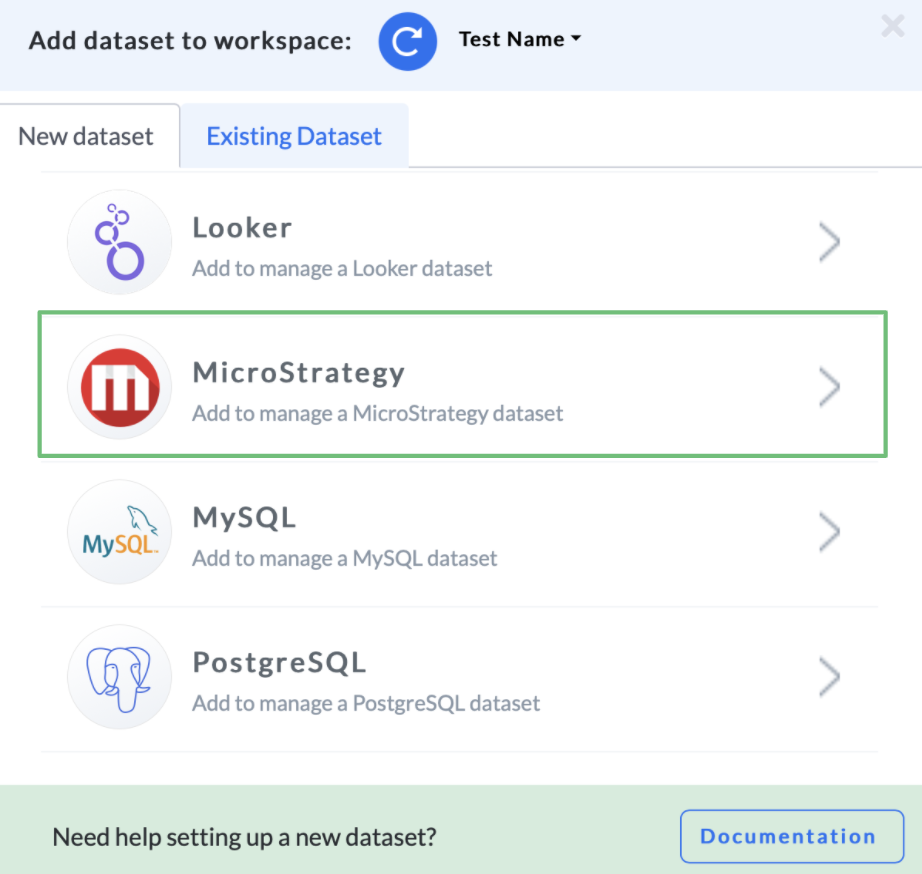 Add dataset to workspace:
Test Name
New dataset
Existing Dataset
Looker
Add to manage a Looker dataset
MicroStrategy
Add to manage a MicroStrategy dataset
MySQL
MySQL
Add to manage a MySQL dataset
PostgreSQL
Add to manage a PostgreSQL dataset
Need help setting up a new dataset?
Documentation